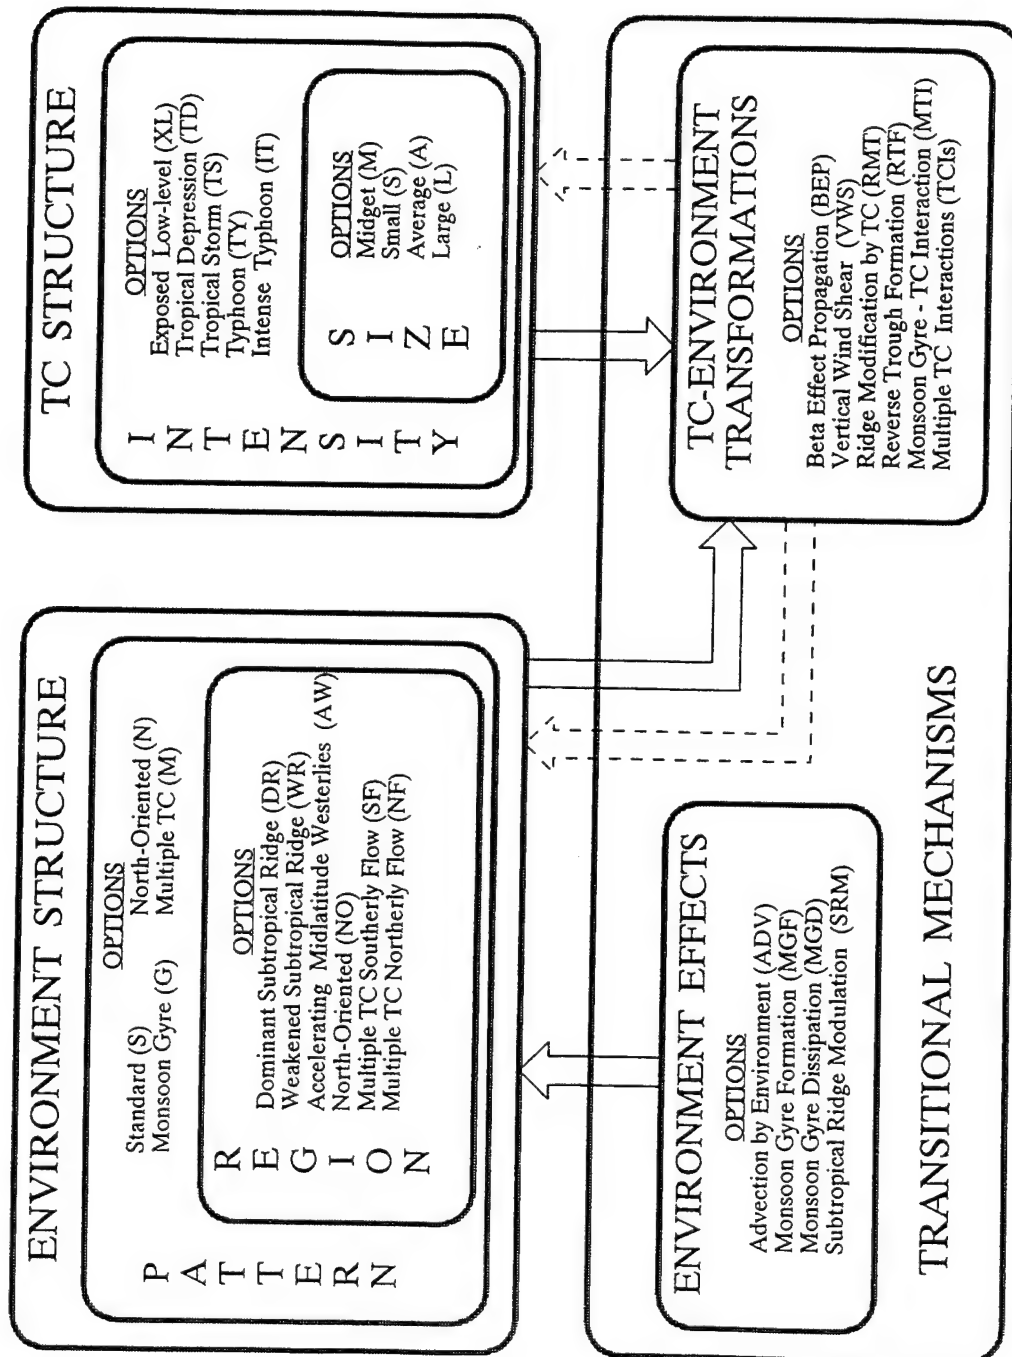 ENVIRONMENT STRUCTURE
PATTERN
OPTIONS
Standard (S)
Monsoon Gyre (G)
North-Oriented (N)
Multiple TC (M)
REGION
OPTIONS
Dominant Subtropical Ridge (DR)
Weakened Subtropical Ridge (WR)
Accelerating Midlatitude Westerlies (AW)
North-Oriented (NO)
Multiple TC Southerly Flow (SF)
Multiple TC Northerly Flow (NF)
TC STRUCTURE
INTENSITY
OPTIONS
Exposed Low-level (XL)
Tropical Depression (TD)
Tropical Storm (TS)
Typhoon (TY)
Intense Typhoon (IT)
SIZE
OPTIONS
Midget (M)
Small (S)
Average (A)
Large (L)
ENVIRONMENT EFFECTS
OPTIONS
Advection by Environment (ADV)
Monsoon Gyre Formation (MGF)
Monsoon Gyre Dissipation (MGD)
Subtropical Ridge Modulation (SRM)
TC-ENVIRONMENT
TRANSFORMATIONS
OPTIONS
Beta Effect Propagation (BEP)
Vertical Wind Shear (VWS)
Ridge Modification by TC (RMT)
Reverse Trough Formation (RTF)
Monsoon Gyre - TC Interaction (MTI)
Multiple TC Interactions (TCIs)
TRANSITIONAL MECHANISMS